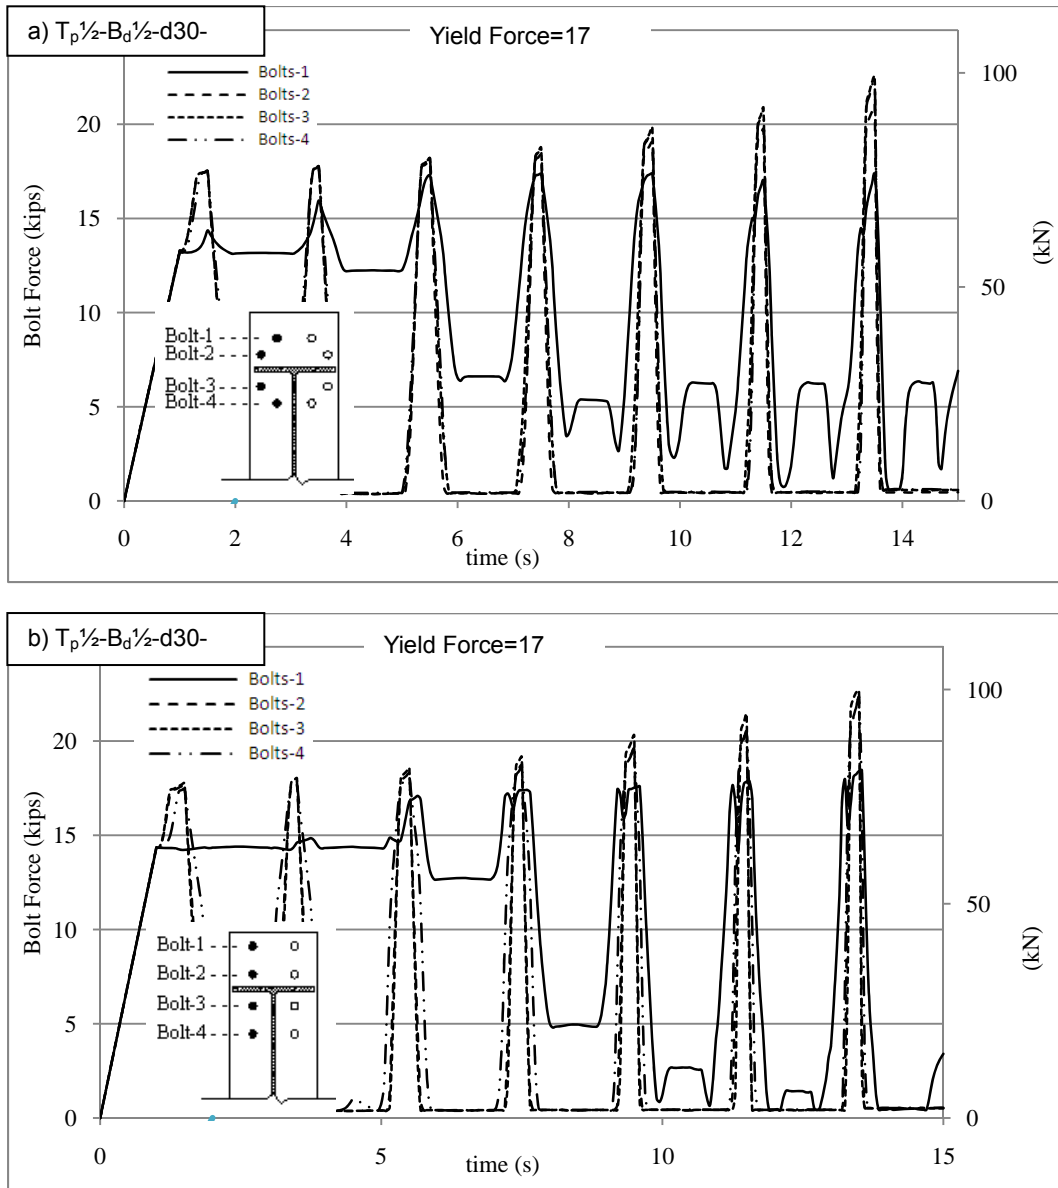 a) Tp½-Bd½-d30-
Yield Force=17
Bolts-1
Bolts-2
Bolts-3
Bolts-4
Bolt Force (kips)
20
15
10
5
0
100
50
0
(kN)
Bolt-1
Bolt-2
Bolt-3
Bolt-4
0 2 4 6 8 10 12 14
time (s)
b) Tp½-Bd½-d30-
Yield Force=17
Bolts-1
Bolts-2
Bolts-3
Bolts-4
Bolt Force (kips)
20
15
10
5
0
100
50
0
(kN)
Bolt-1
Bolt-2
Bolt-3
Bolt-4
0 5 10 15
time (s)